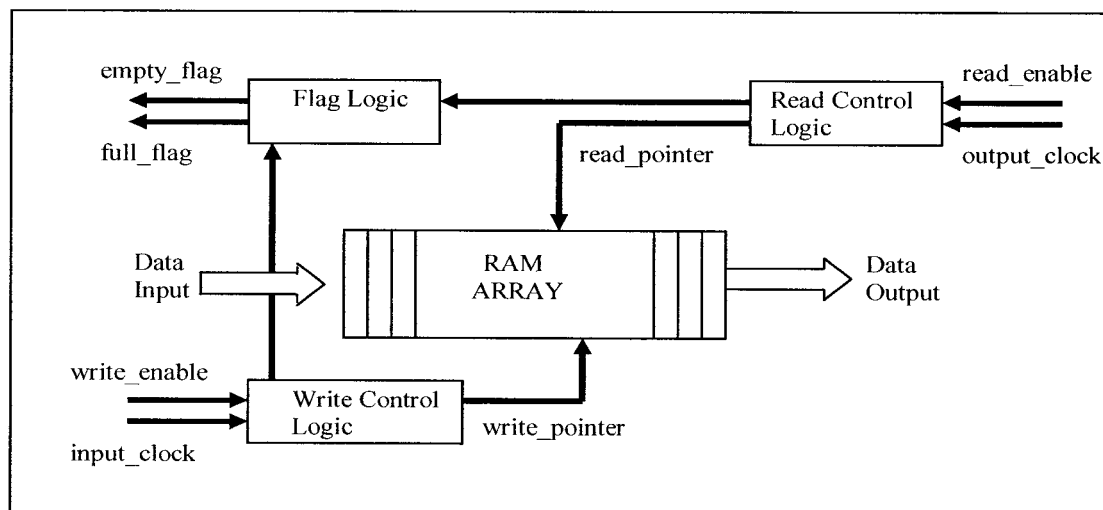 empty_flag
Flag Logic
full_flag
Read Control
Logic
read_enable
output_clock
read_pointer
Data
Input
RAM
ARRAY
Data
Output
write_enable
input_clock
Write Control
Logic
write_pointer